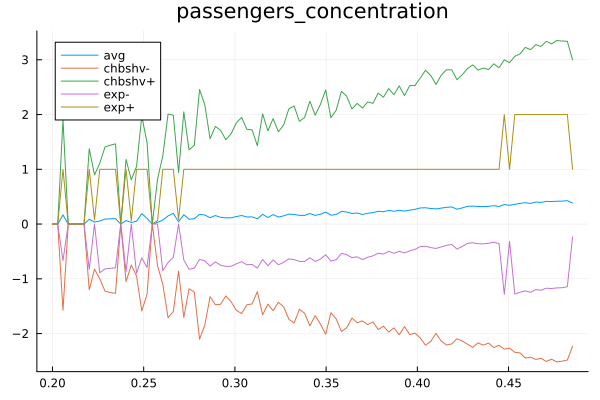 passengers_concentration
avg
chbshv-
chbshv+
exp-
exp+
3
2
1
0
−1
−2
0.20 0.25 0.30 0.35 0.40 0.45